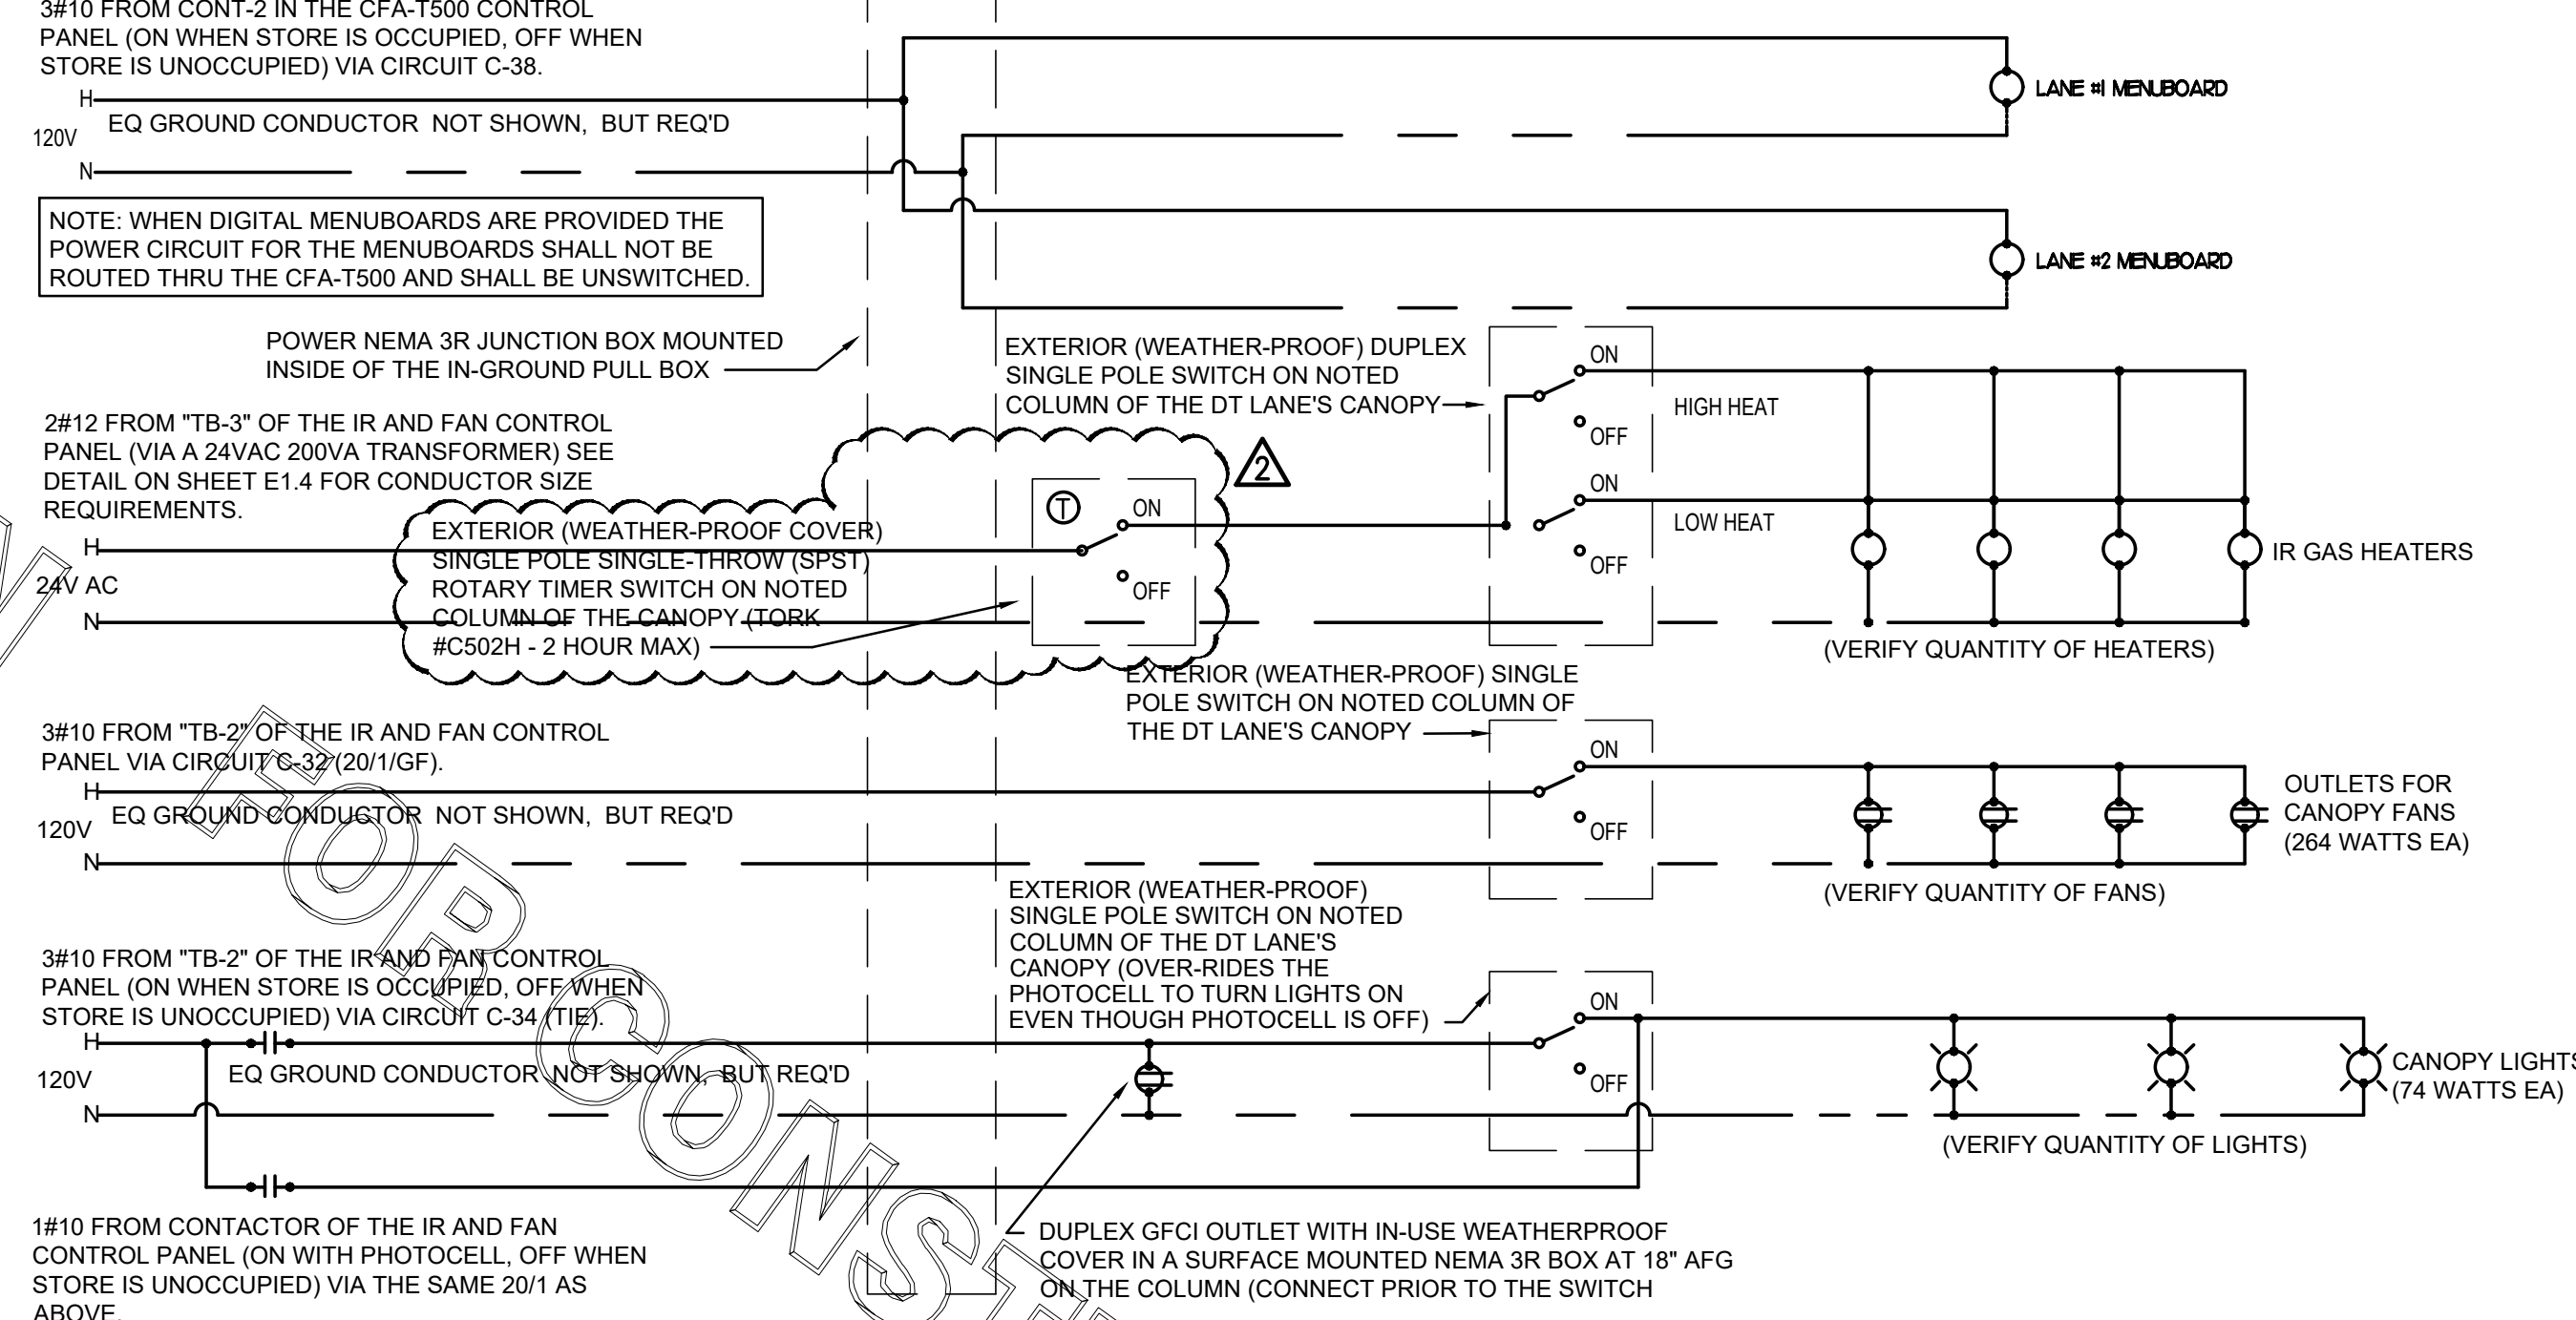 3#10 FROM CONT-2 IN THE CFA-T500 CONTROL
PANEL (ON WHEN STORE IS OCCUPIED, OFF WHEN
STORE IS UNOCCUPIED) VIA CIRCUIT C-38.
H
EQ GROUND CONDUCTOR NOT SHOWN, BUT REQ'D
120V
N
LANE #1 MENUBOARD
NOTE: WHEN DIGITAL MENUBOARDS ARE PROVIDED THE
POWER CIRCUIT FOR THE MENUBOARDS SHALL NOT BE
ROUTED THRU THE CFA-T500 AND SHALL BE UNSWITCHED.
LANE #2 MENUBOARD
POWER NEMA 3R JUNCTION BOX MOUNTED
INSIDE OF THE IN-GROUND PULL BOX
EXTERIOR (WEATHER-PROOF) DUPLEX
SINGLE POLE SWITCH ON NOTED
COLUMN OF THE DT LANE'S CANOPY
ON
HIGH HEAT
OFF
ON
LOW HEAT
OFF
IR GAS HEATERS
(VERIFY QUANTITY OF HEATERS)
2#12 FROM "TB-3" OF THE IR AND FAN CONTROL
PANEL (VIA A 24VAC 200VA TRANSFORMER) SEE
DETAIL ON SHEET E1.4 FOR CONDUCTOR SIZE
REQUIREMENTS.
H
24V AC
N
EXTERIOR (WEATHER-PROOF COVER)
SINGLE POLE SINGLE-THROW (SPST)
ROTARY TIMER SWITCH ON NOTED
COLUMN OF THE CANOPY (TORK
#C502H - 2 HOUR MAX)
T
ON
OFF
2
EXTERIOR (WEATHER-PROOF) SINGLE
POLE SWITCH ON NOTED COLUMN OF
THE DT LANE'S CANOPY
3#10 FROM "TB-2" OF THE IR AND FAN CONTROL
PANEL VIA CIRCUIT C-32 (20/1/GF).
H
EQ GROUND CONDUCTOR NOT SHOWN, BUT REQ'D
120V
N
ON
OFF
OUTLETS FOR
CANOPY FANS
(264 WATTS EA)
(VERIFY QUANTITY OF FANS)
EXTERIOR (WEATHER-PROOF)
SINGLE POLE SWITCH ON NOTED
COLUMN OF THE DT LANE'S
CANOPY (OVER-RIDES THE
PHOTOCELL TO TURN LIGHTS ON
EVEN THOUGH PHOTOCELL IS OFF)
3#10 FROM "TB-2" OF THE IR AND FAN CONTROL
PANEL (ON WHEN STORE IS OCCUPIED, OFF WHEN
STORE IS UNOCCUPIED) VIA CIRCUIT C-34 (TIE).
H
120V
EQ GROUND CONDUCTOR NOT SHOWN, BUT REQ'D
N
ON
OFF
CANOPY LIGHTS
(74 WATTS EA)
(VERIFY QUANTITY OF LIGHTS)
1#10 FROM CONTACTOR OF THE IR AND FAN
CONTROL PANEL (ON WITH PHOTOCELL, OFF WHEN
STORE IS UNOCCUPIED) VIA THE SAME 20/1 AS
ABOVE.
DUPLEX GFCI OUTLET WITH IN-USE WEATHERPROOF
COVER IN A SURFACE MOUNTED NEMA 3R BOX AT 18" AFG
ON THE COLUMN (CONNECT PRIOR TO THE SWITCH
FOR CONST